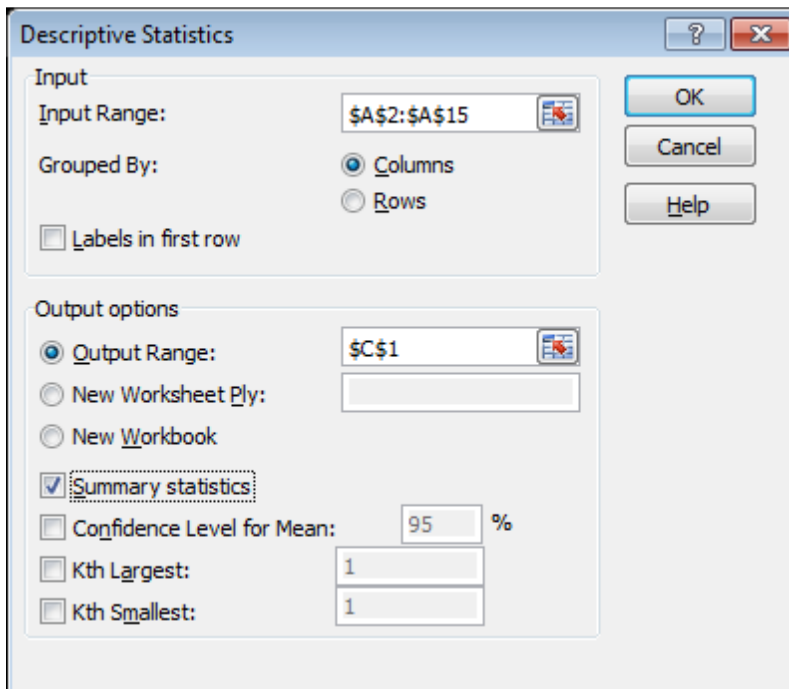 Descriptive Statistics
?
Input
Input Range: $A$2:$A$15
OK
Grouped By: Columns
Cancel
Rows
Help
Labels in first row
Output options
Output Range: $C$1
New Worksheet Ply:
New Workbook
Summary statistics
Confidence Level for Mean: 95 %
Kth Largest: 1
Kth Smallest: 1